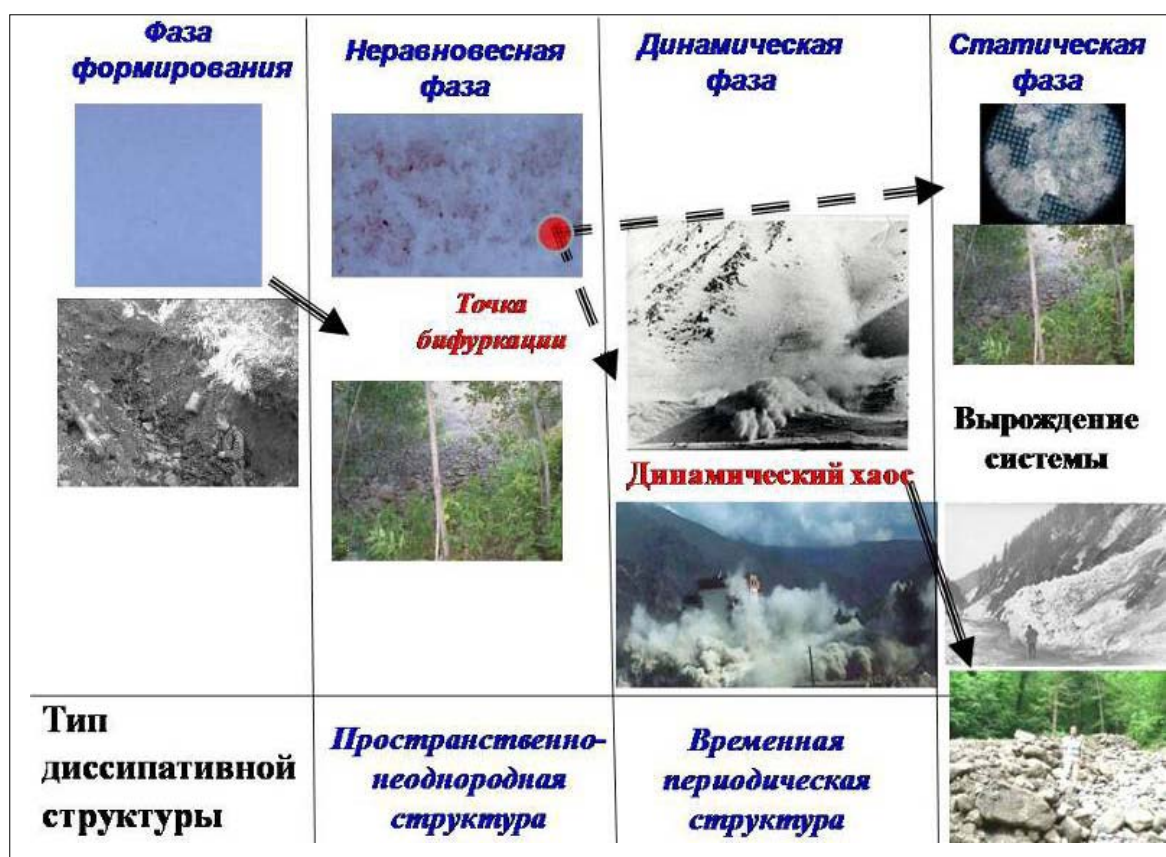 Фаза
формирования
Неравновесная
фаза
Динамическая
фаза
Статическая
фаза
Точка
бифуркации
Динамический хаос
Вырождение
системы
Тип
диссипативной
структуры
Пространственно-
неоднородная
структура
Временная
периодическая
структура